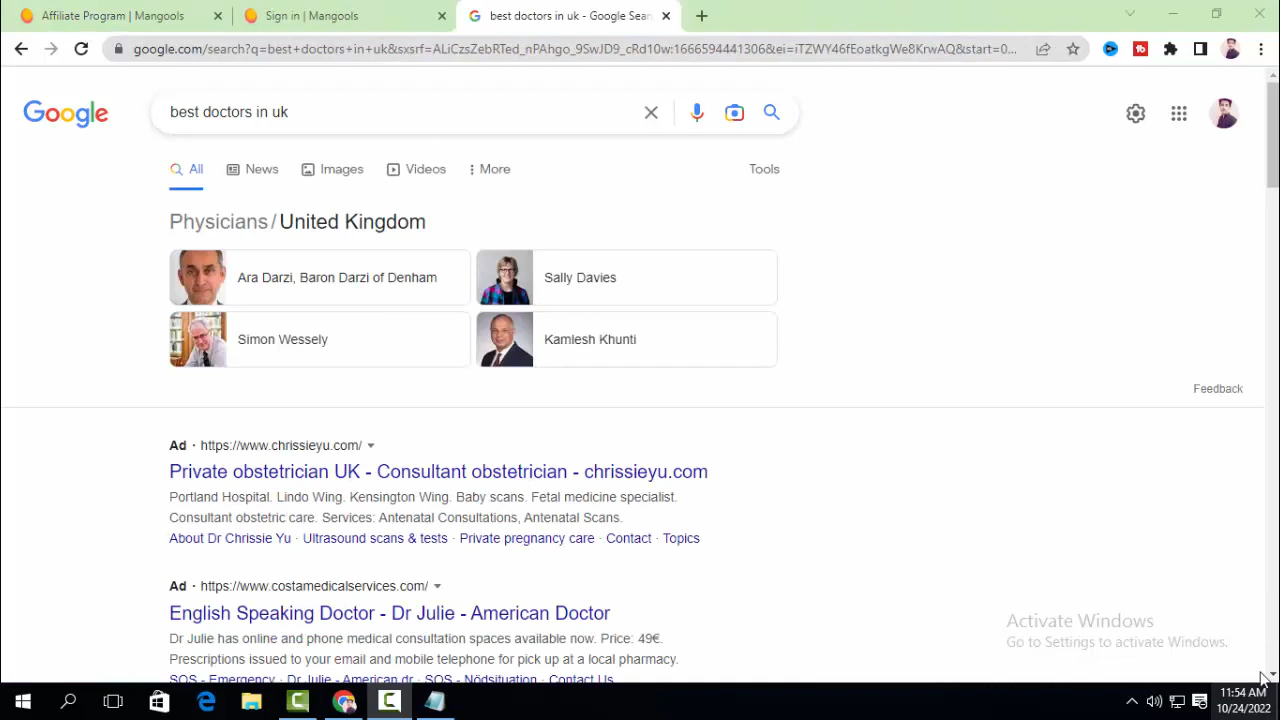 Affiliate Program | Mangools
Sign in | Mangools
best doctors in uk - Google Sear
google.com/search?q=best+doctors+in+uk&sxsrf=ALiCzsZebRTed_nPAhgo_9SwJD9_cRd10w:1666594441306&ei=iTZWY46fEoatkgWe8KrwAQ&start=0...
Google
best doctors in uk
All
News
Images
Videos
More
Tools
Physicians/United Kingdom
Ara Darzi, Baron Darzi of Denham
Sally Davies
Simon Wessely
Kamlesh Khunti
Feedback
Ad · https://www.chrissieyu.com/
Private obstetrician UK - Consultant obstetrician - chrissieyu.com
Portland Hospital. Lindo Wing. Kensington Wing. Baby scans. Fetal medicine specialist.
Consultant obstetric care. Services: Antenatal Consultations, Antenatal Scans.
About Dr Chrissie Yu · Ultrasound scans & tests · Private pregnancy care · Contact · Topics
Ad · https://www.costamedicalservices.com/
English Speaking Doctor - Dr Julie - American Doctor
Dr Julie has online and phone medical consultation spaces available now. Price: 49€.
Prescriptions issued to your email and mobile telephone for pick up at a local pharmacy.
SOS - Emergency · Dr Julie - American dr · SOS - Nödsituation · Contact Us
Activate Windows
Go to Settings to activate Windows.
11:54 AM
10/24/2022